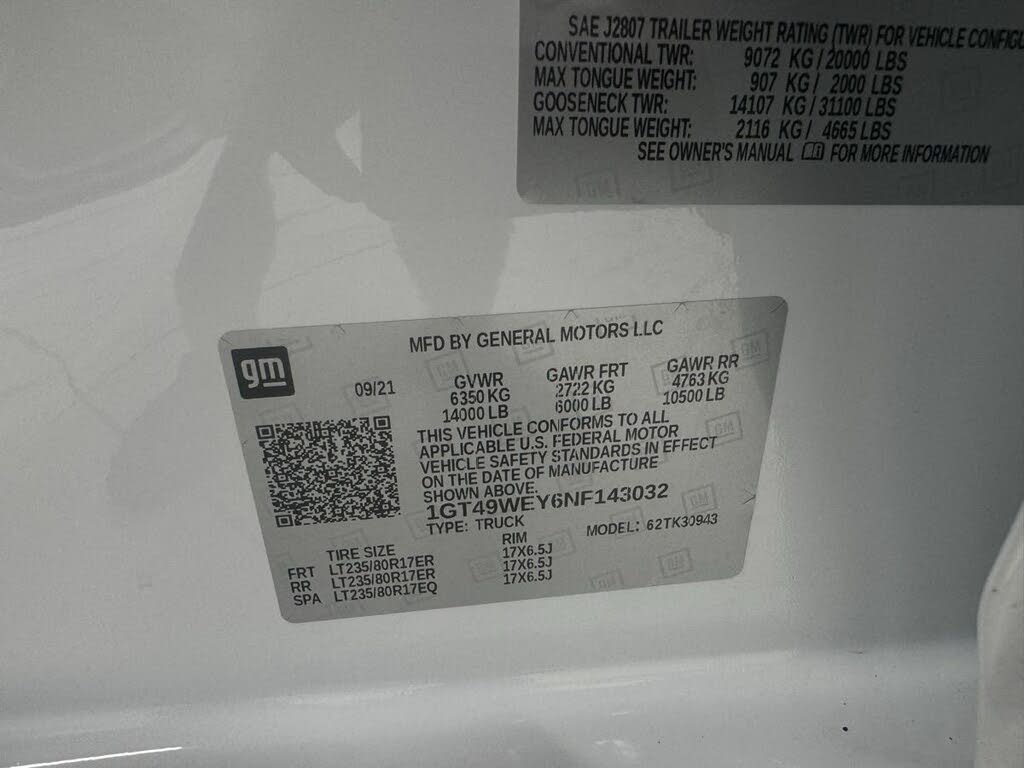 SAE J2807 TRAILER WEIGHT RATING (TWR) FOR VEHICLE
CONVENTIONAL TWR: 9072 KG / 20000 LBS
MAX TONGUE WEIGHT: 907 KG / 2000 LBS
GOOSENECK TWR: 14107 KG / 31100 LBS
MAX TONGUE WEIGHT: 2116 KG / 4665 LBS
SEE OWNER'S MANUAL FOR MORE INFORMATION
gm
MFD BY GENERAL MOTORS LLC
09/21 GVWR GAWR FRT GAWR RR
6350 KG 2722 KG 4763 KG
14000 LB 6000 LB 10500 LB
THIS VEHICLE CONFORMS TO ALL
APPLICABLE U.S. FEDERAL MOTOR
VEHICLE SAFETY STANDARDS IN EFFECT
ON THE DATE OF MANUFACTURE
SHOWN ABOVE.
1GT49WEY6NF143032
TYPE: TRUCK MODEL: 62TK30943
TIRE SIZE RIM
FRT LT235/80R17ER 17X6.5J
RR LT235/80R17ER 17X6.5J
SPA LT235/80R17EQ 17X6.5J